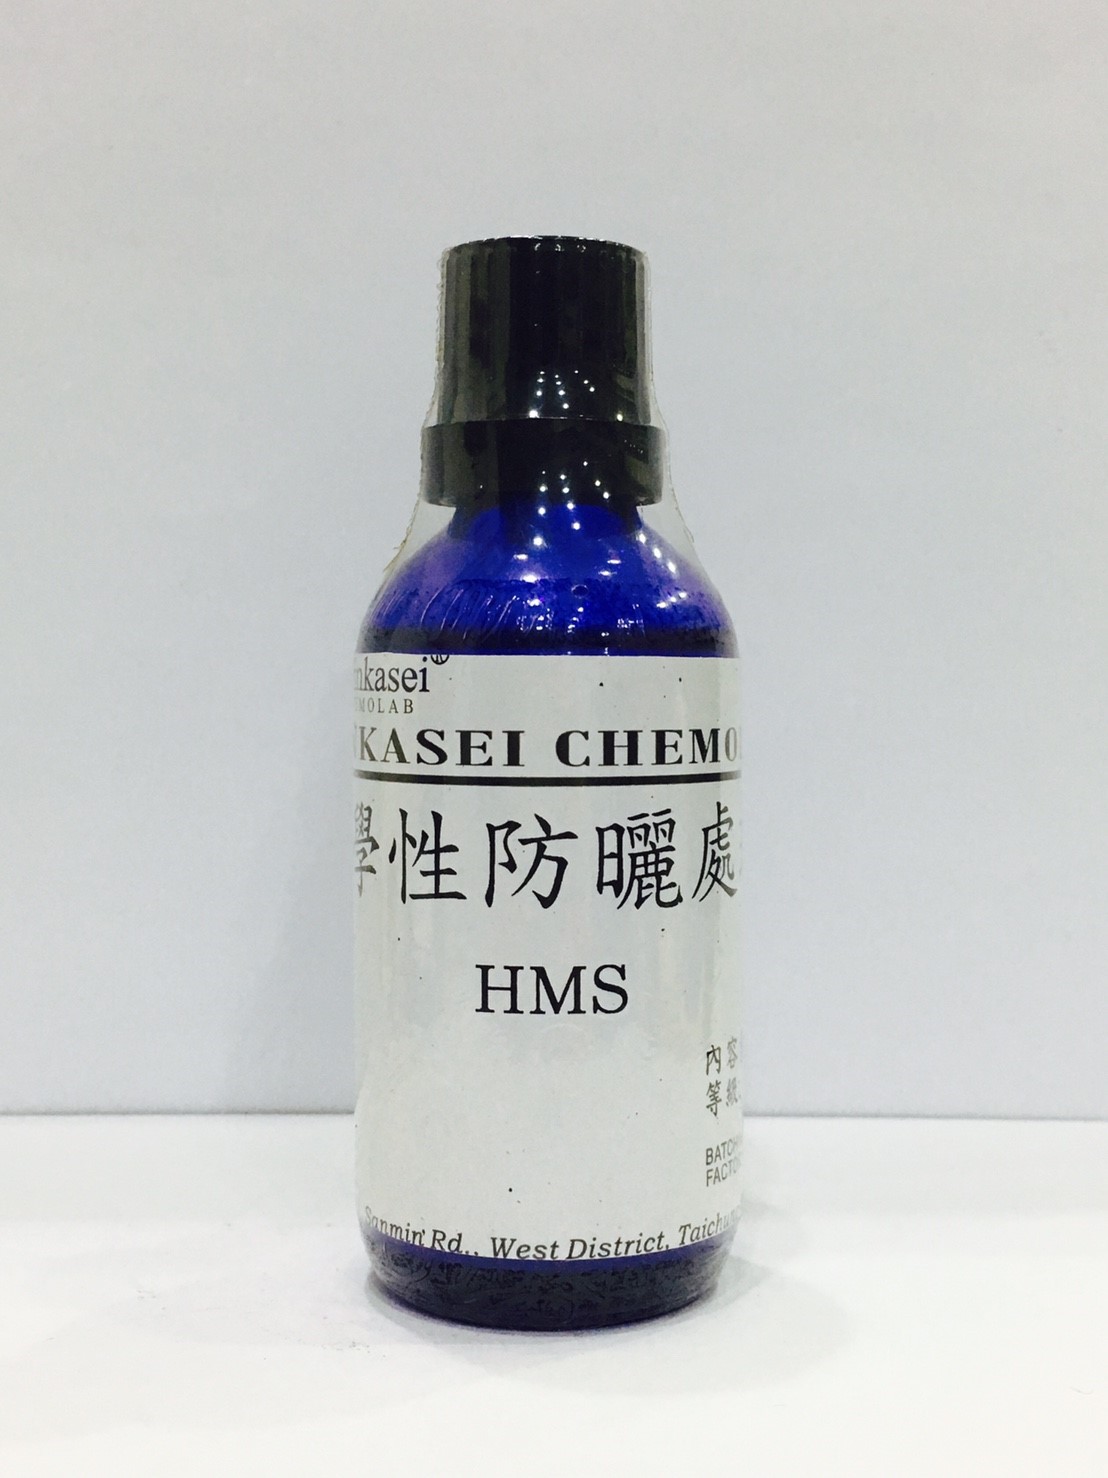 nkasei®
MOLAB
KASEI CHEMO
學性防曬處
HMS
內容
等級
BATCH
FACTO
Sanmin Rd., West District, Taichung